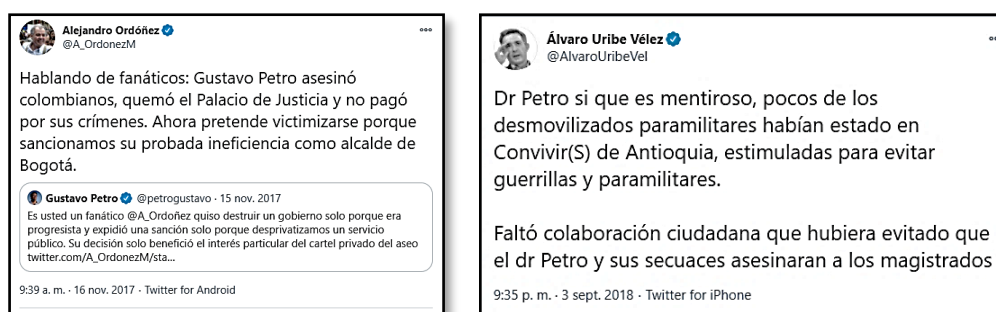 Alejandro Ordóñez
@A_OrdonezM
Hablando de fanáticos: Gustavo Petro asesinó
colombianos, quemó el Palacio de Justicia y no pagó
por sus crímenes. Ahora pretende victimizarse porque
sancionamos su probada ineficiencia como alcalde de
Bogotá.
Gustavo Petro @petrogustavo · 15 nov. 2017
Es usted un fanático @A_Ordoñez quiso destruir un gobierno solo porque era
progresista y expidió una sanción solo porque desprivatizamos un servicio
público. Su decisión solo benefició el interés particular del cartel privado del aseo
twitter.com/A_OrdonezM/sta...
9:39 a. m. · 16 nov. 2017 · Twitter for Android
Álvaro Uribe Vélez
@AlvaroUribeVel
Dr Petro si que es mentiroso, pocos de los
desmovilizados paramilitares habían estado en
Convivir(S) de Antioquia, estimuladas para evitar
guerrillas y paramilitares.
Faltó colaboración ciudadana que hubiera evitado que
el dr Petro y sus secuaces asesinaran a los magistrados
9:35 p. m. · 3 sept. 2018 · Twitter for iPhone